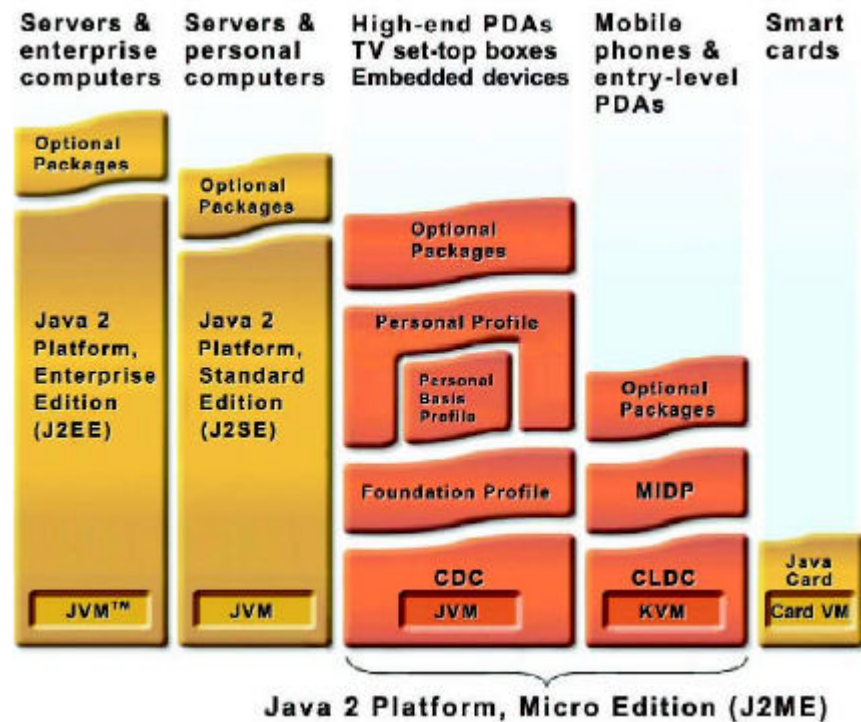 Servers &
enterprise
computers
Servers &
personal
computers
High-end PDAs
TV set-top boxes
Embedded devices
Mobile
phones &
entry-level
PDAs
Smart
cards
Optional
Packages
Java 2
Platform,
Enterprise
Edition
(J2EE)
JVM™
Optional
Packages
Java 2
Platform,
Standard
Edition
(J2SE)
JVM
Optional
Packages
Personal Profile
Personal
Basis
Profile
Foundation Profile
CDC
JVM
Optional
Packages
MIDP
CLDC
KVM
Java
Card
Card VM
Java 2 Platform, Micro Edition (J2ME)